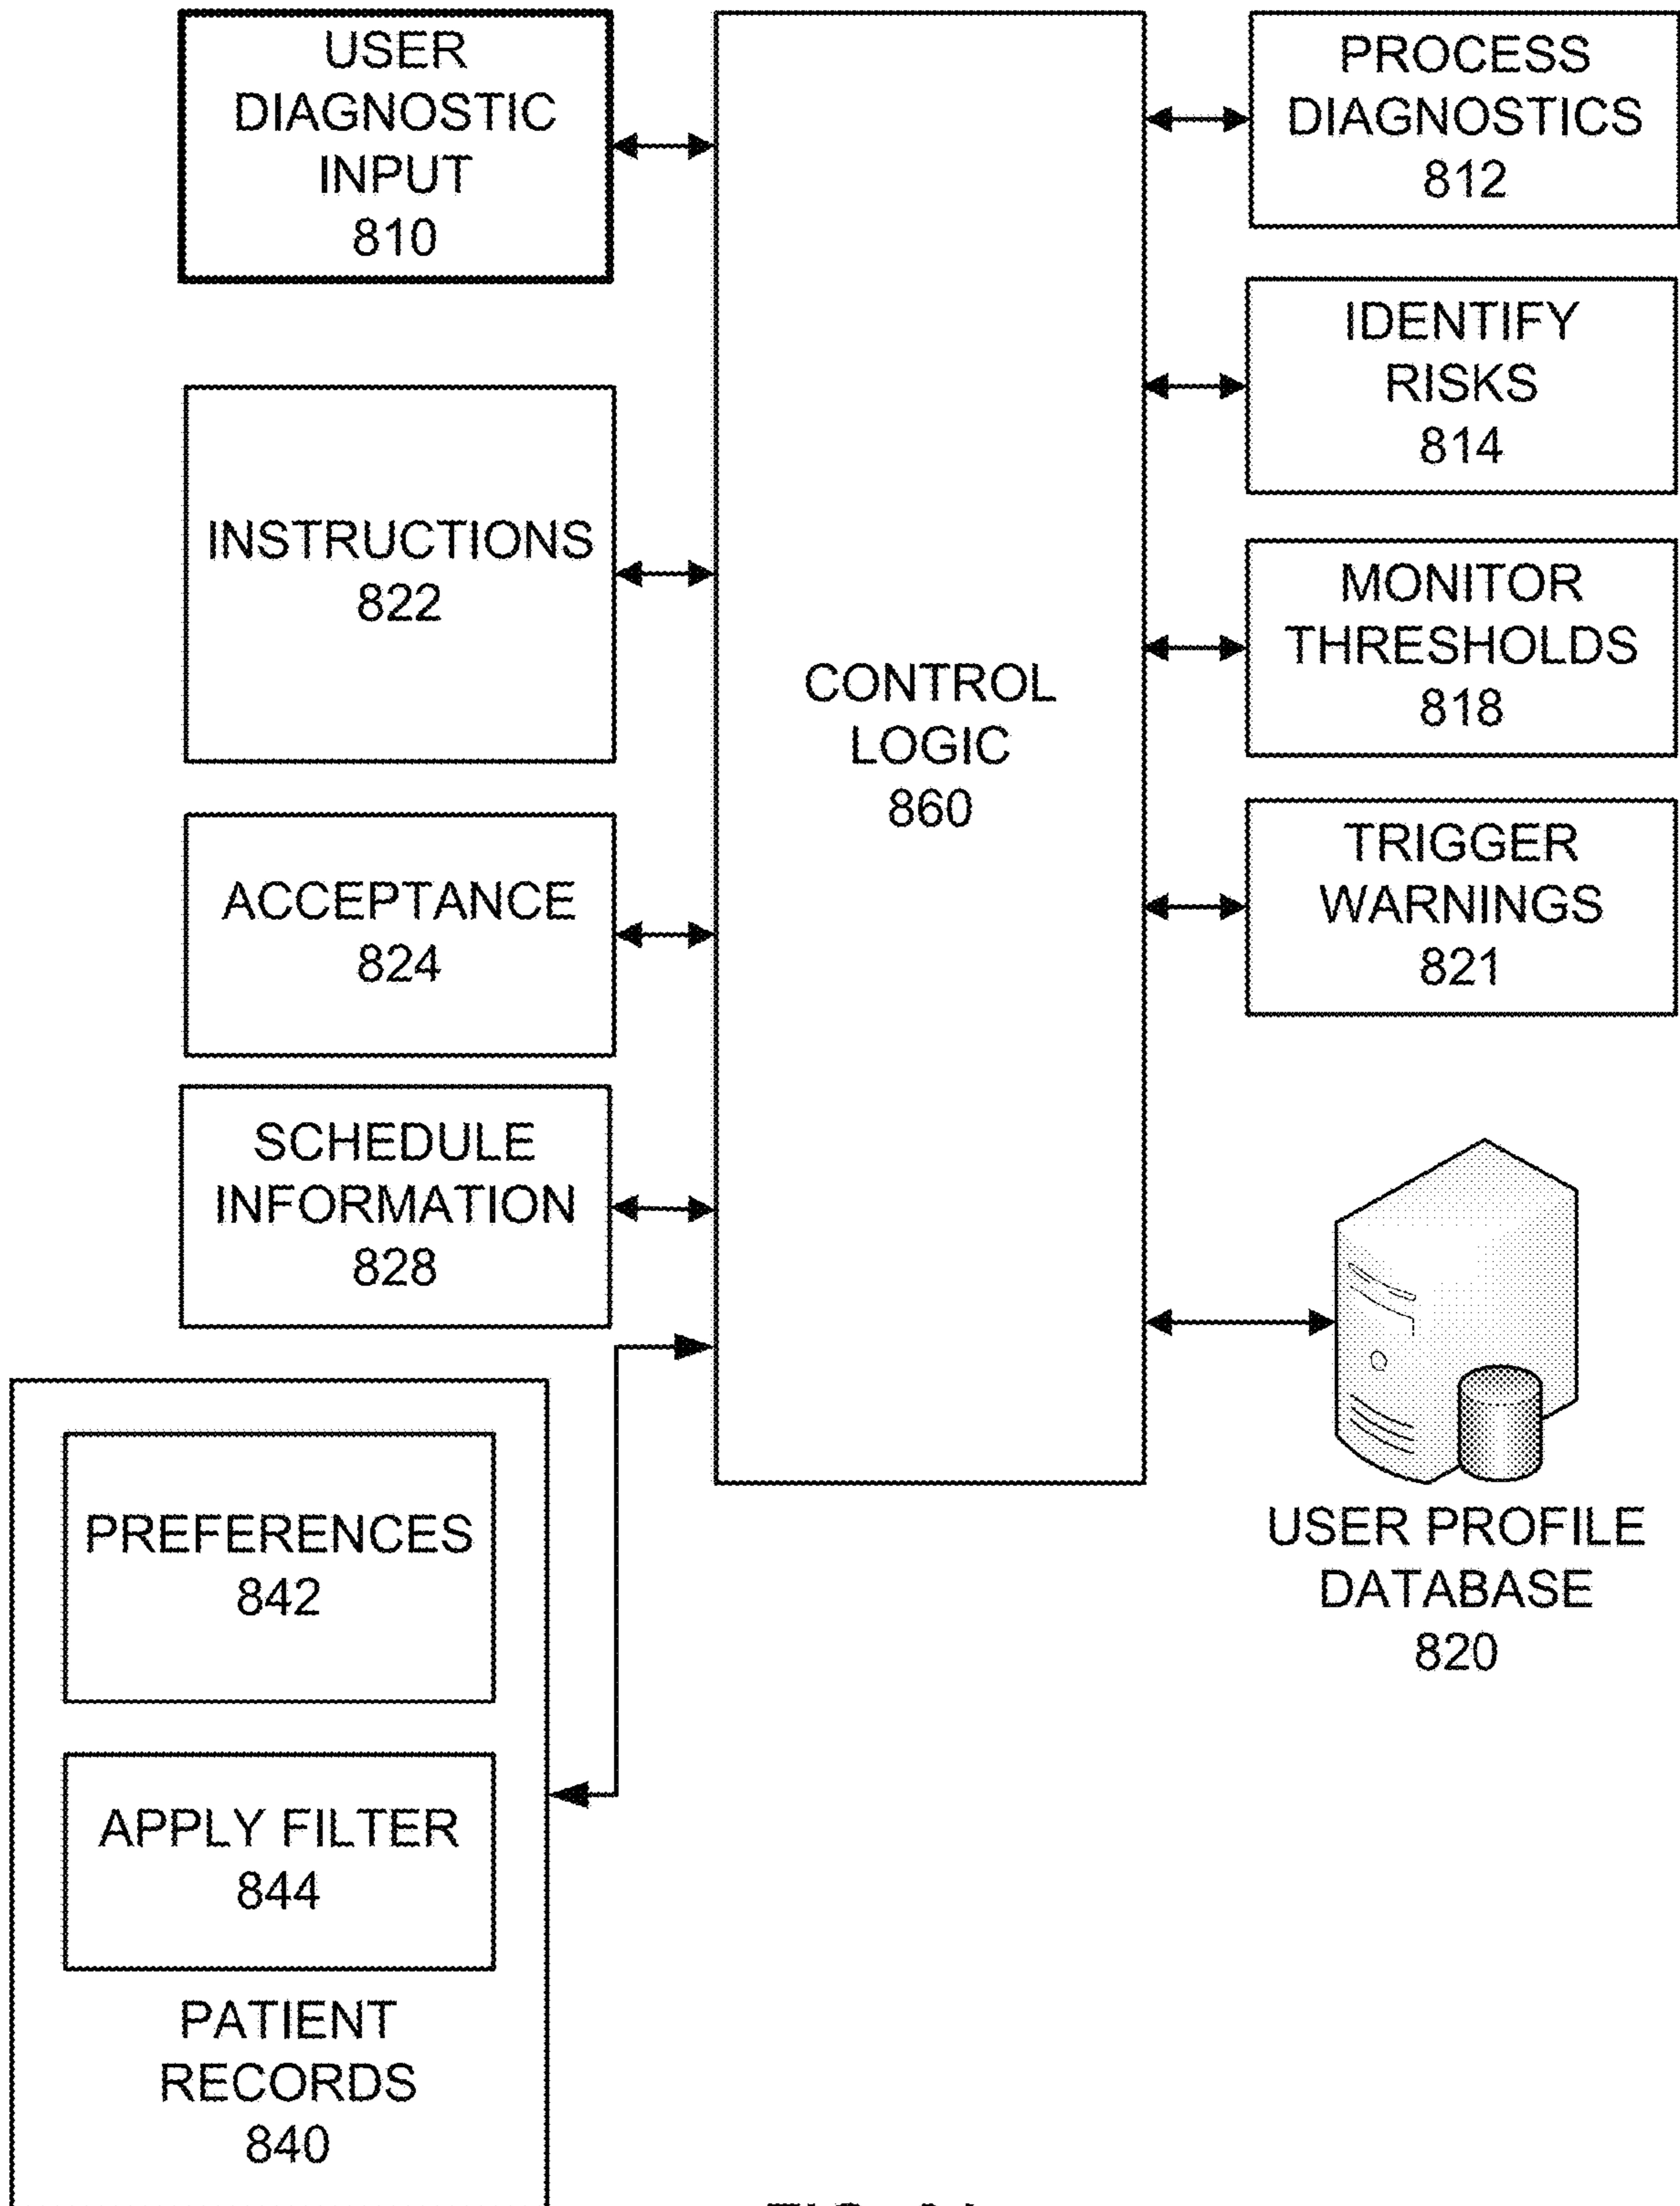 USER
DIAGNOSTIC
INPUT
810
INSTRUCTIONS
822
ACCEPTANCE
824
SCHEDULE
INFORMATION
828
PREFERENCES
842
APPLY FILTER
844
PATIENT
RECORDS
840
CONTROL
LOGIC
860
PROCESS
DIAGNOSTICS
812
IDENTIFY
RISKS
814
MONITOR
THRESHOLDS
818
TRIGGER
WARNINGS
821
USER PROFILE
DATABASE
820